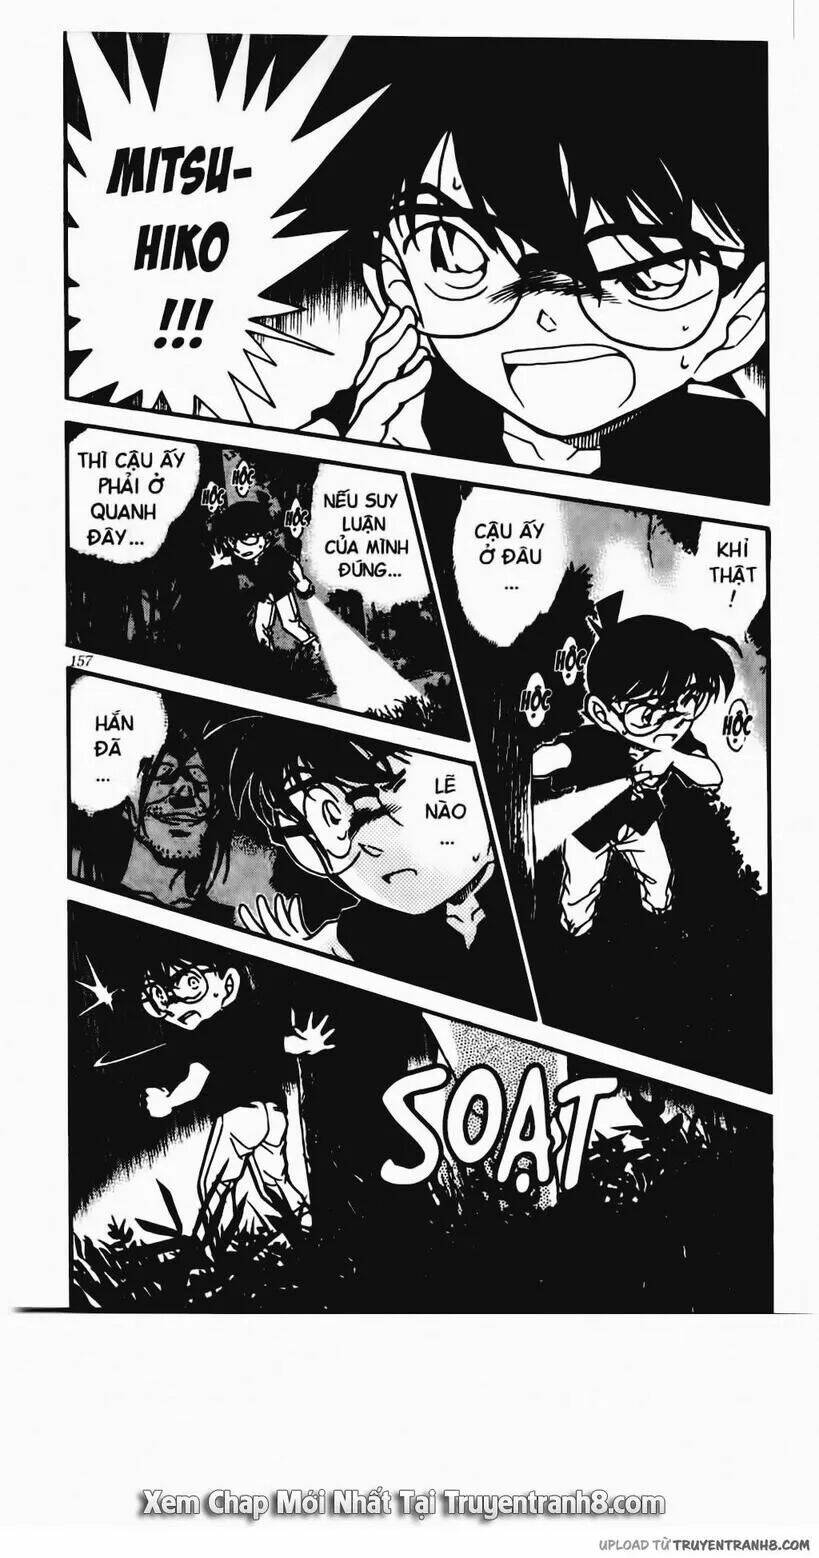 MITSU-
HIKO
!!!
NẾU SUY
LUẬN
CỦA MÌNH
ĐÚNG...
THÌ CẬU ẤY
PHẢI Ở
QUANH
ĐÂY...
HỘC
HỘC
HỘC
KHỈ
THẬT
!
CẬU ẤY
Ở ĐÂU
...
HỘC
HỘC
HỘC
157
LẼ
NÀO
...
HẮN
ĐÃ
...
SOẠT
Xem Chap Mới Nhất Tại Truyentranh8.com
UPLOAD TỪ TRUYENTRANH8.COM